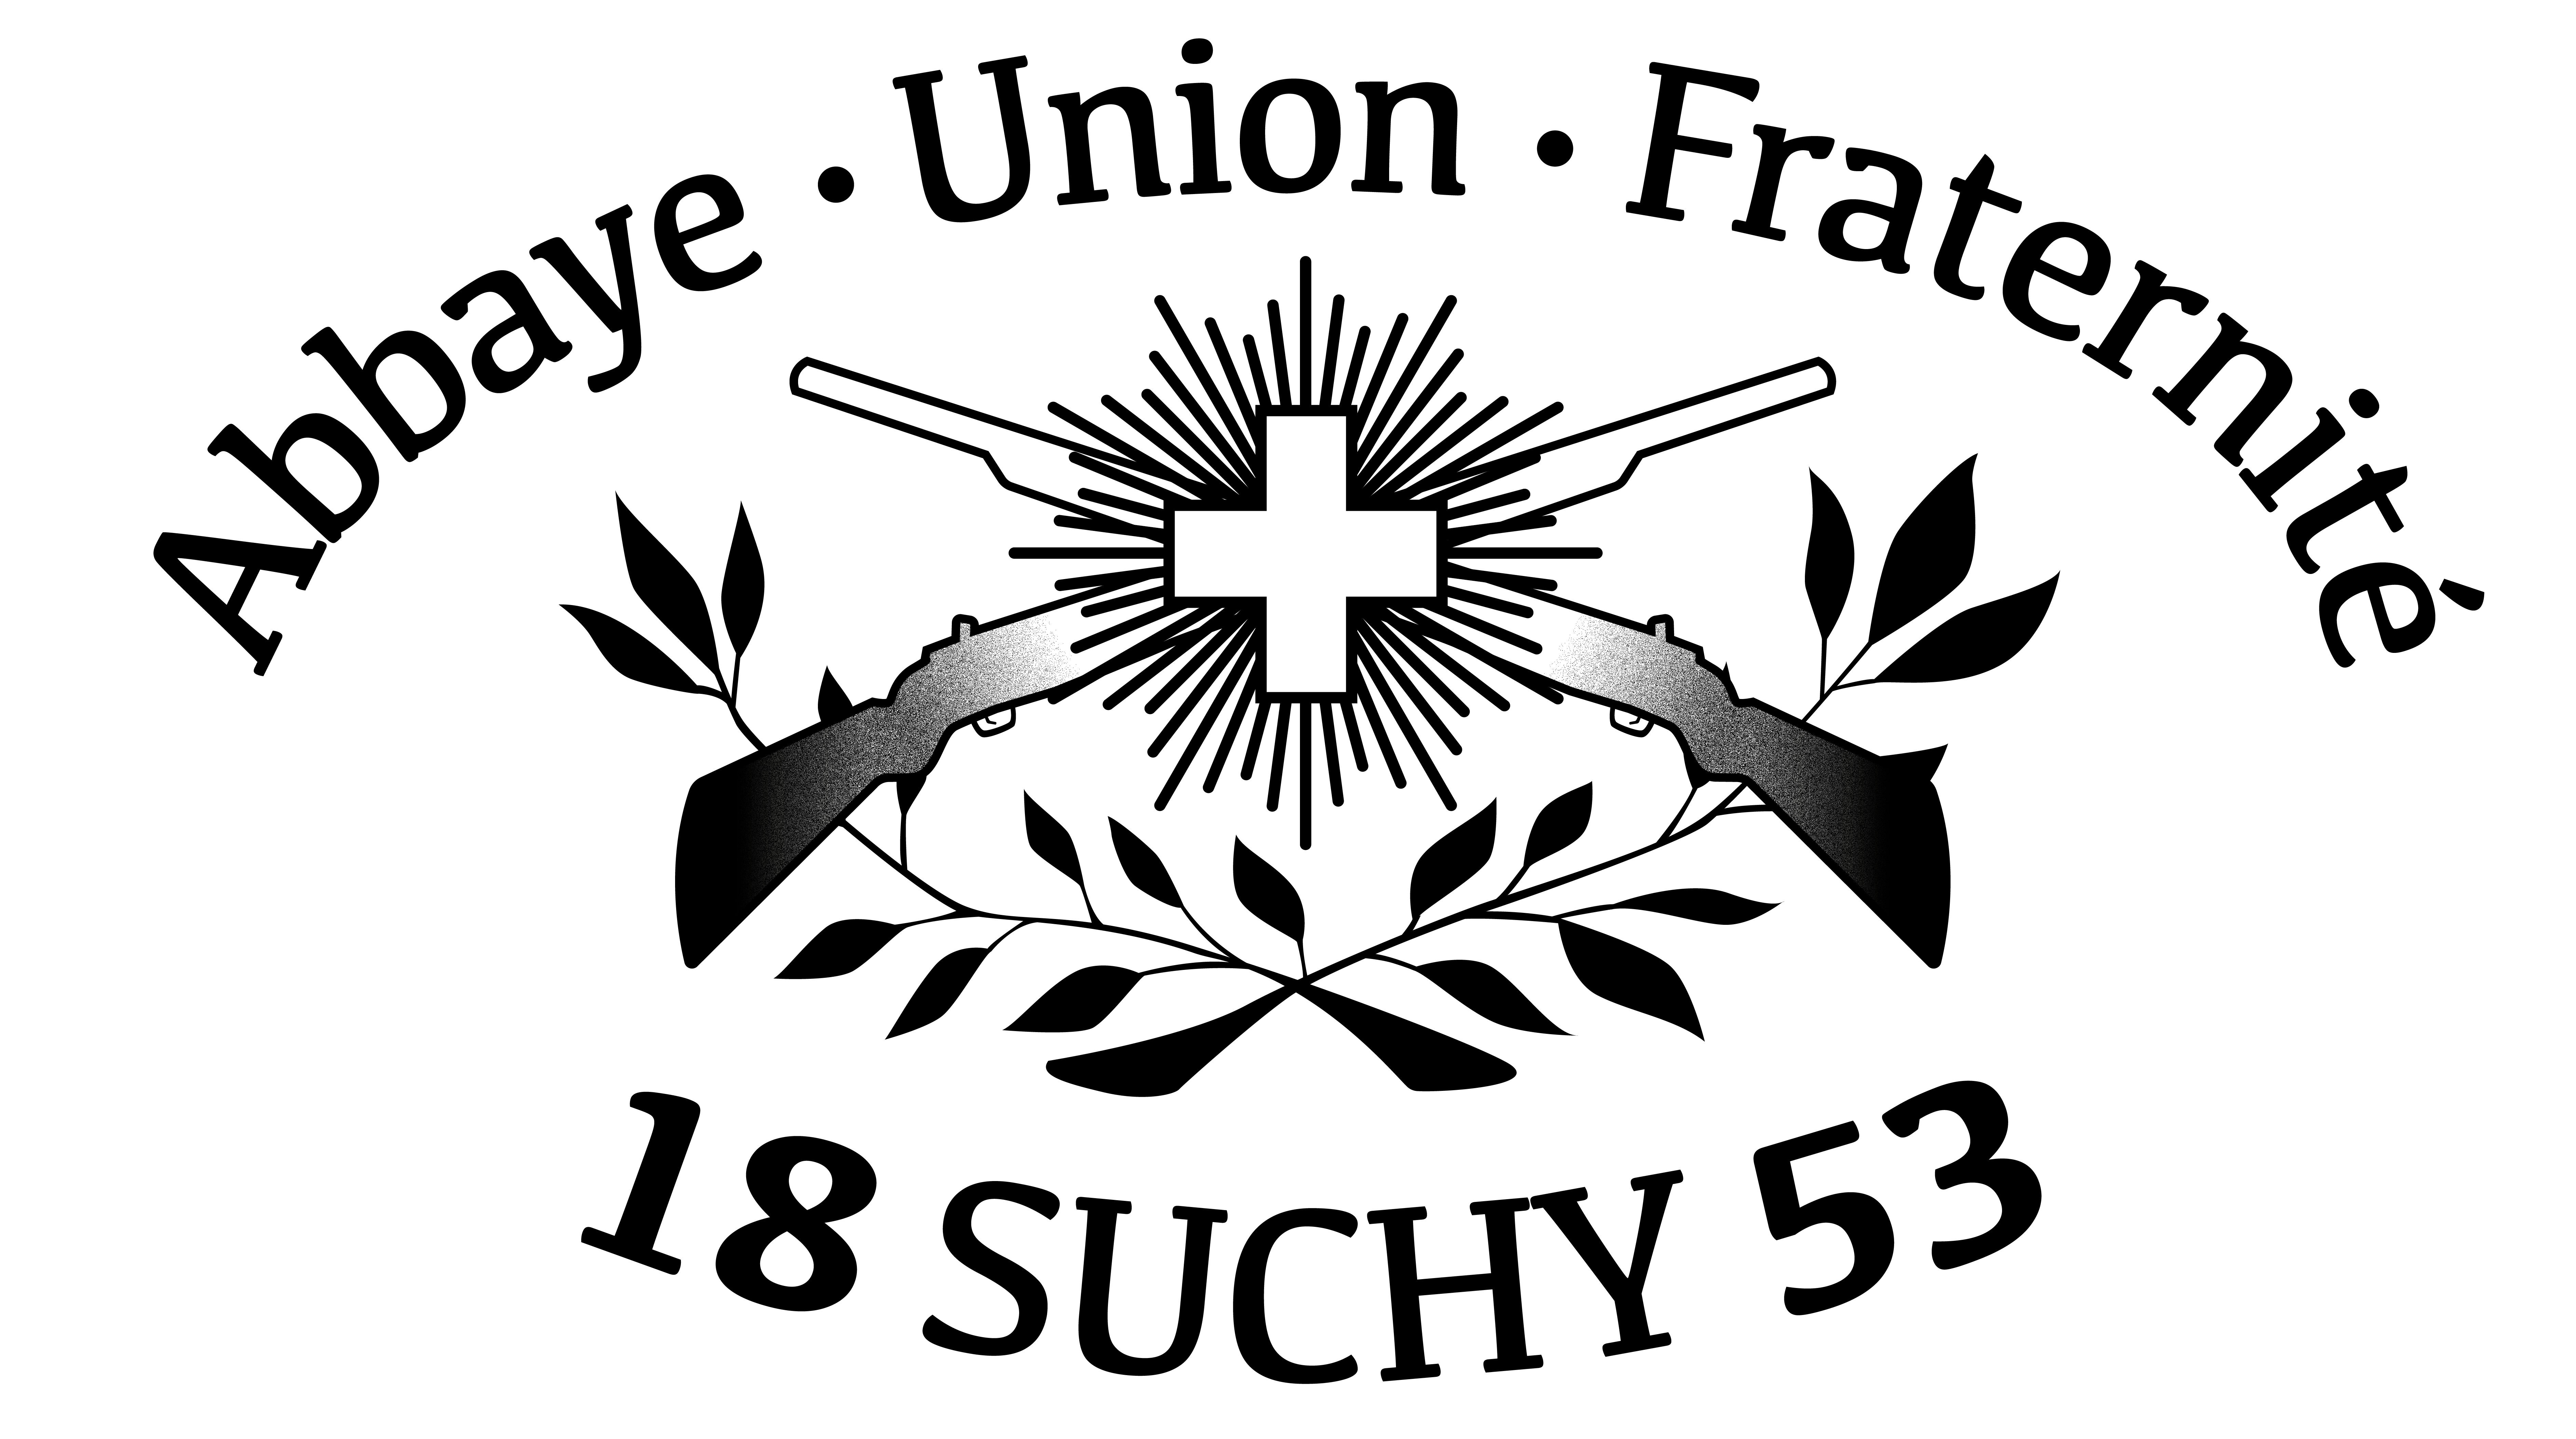 Abbaye · Union · Fraternité
18 SUCHY 53